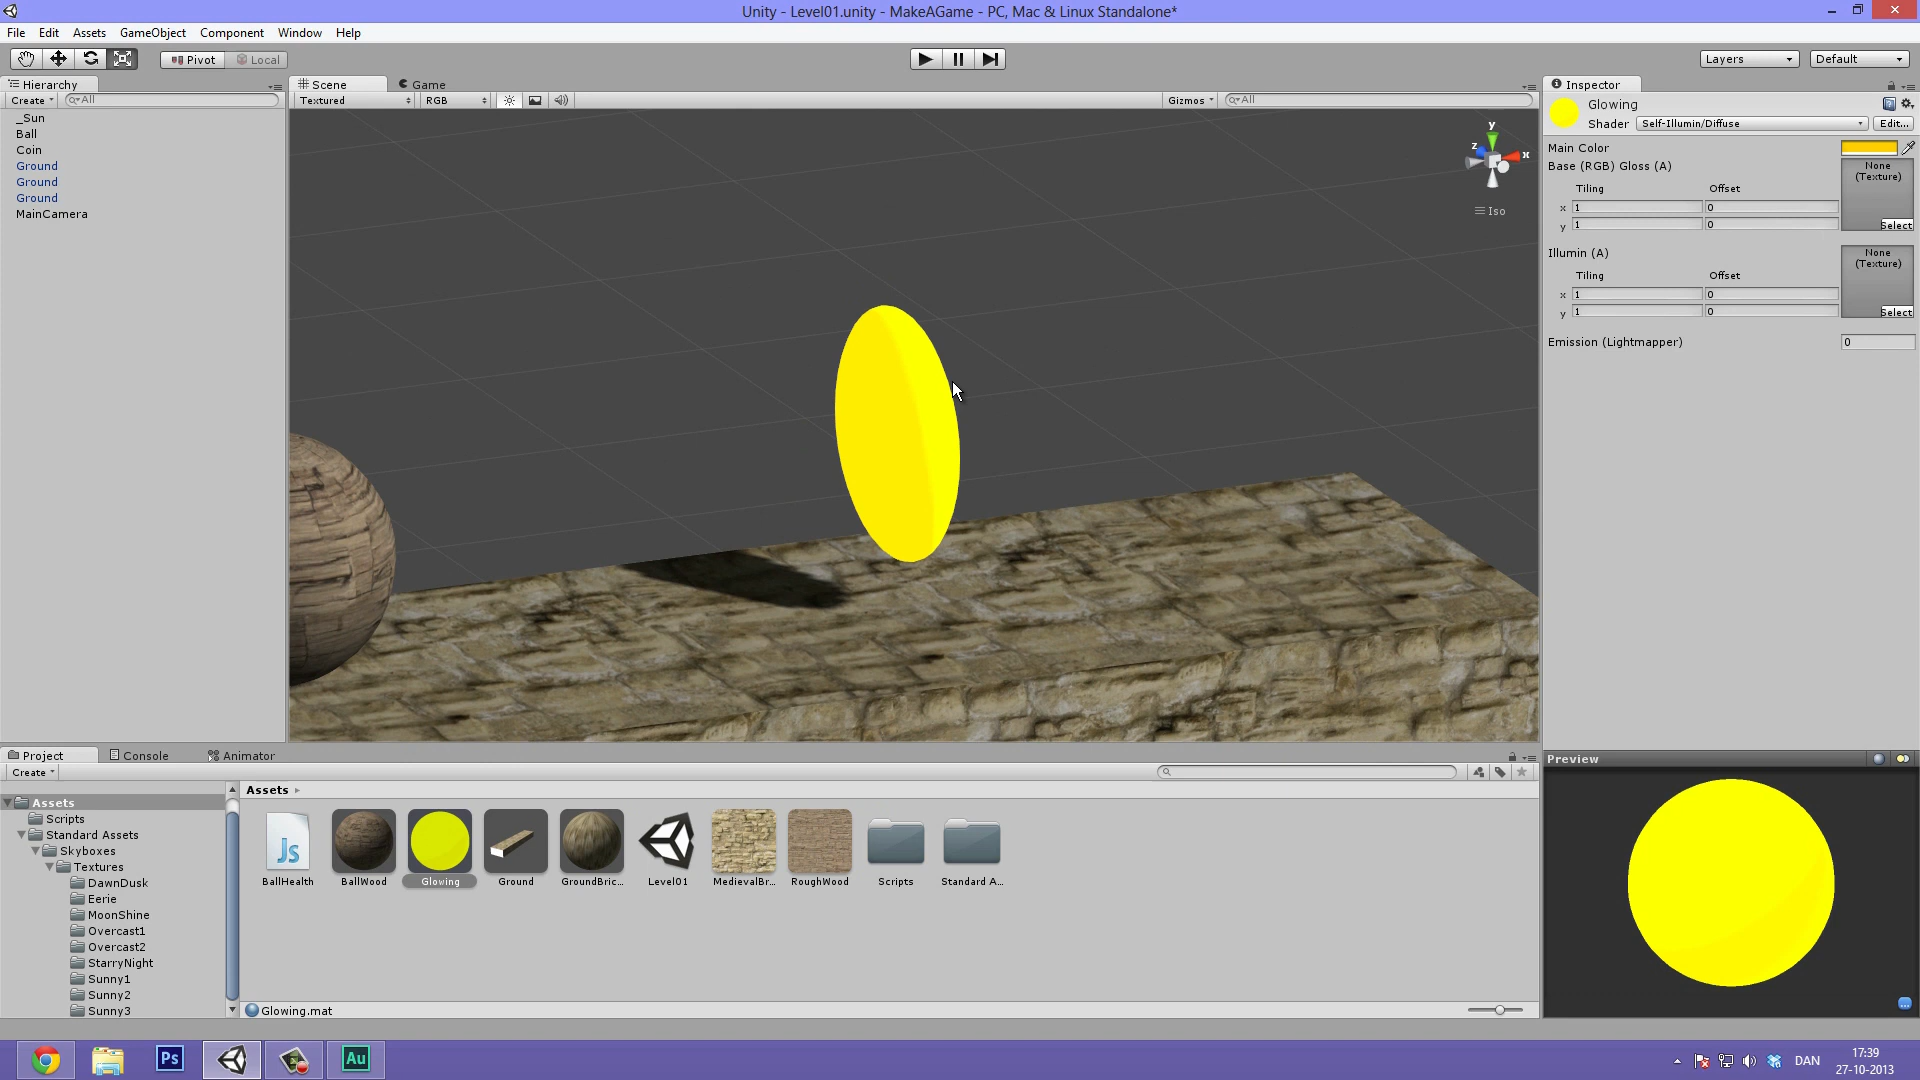 Unity - Level01.unity - MakeAGame - PC, Mac & Linux Standalone*
File Edit Assets GameObject Component Window Help
Pivot Local
Layers Default
Hierarchy
Create All
_Sun
Ball
Coin
Ground
Ground
Ground
MainCamera
Scene Game
Textured RGB Gizmos All
y
z x
Iso
Inspector
Glowing
Shader Self-Illumin/Diffuse Edit...
Main Color
Base (RGB) Gloss (A)
None
(Texture)
Tiling Offset
x 1 0
y 1 0
Select
Illumin (A)
None
(Texture)
Tiling Offset
x 1 0
y 1 0
Select
Emission (Lightmapper) 0
Preview
Project Console Animator
Create
Assets
Scripts
Standard Assets
Skyboxes
Textures
DawnDusk
Eerie
MoonShine
Overcast1
Overcast2
StarryNight
Sunny1
Sunny2
Sunny3
Assets
Js
BallHealth BallWood Glowing Ground GroundBric... Level01 MedievalBr... RoughWood Scripts Standard A...
Glowing.mat
Ps Au
DAN
17:39
27-10-2013